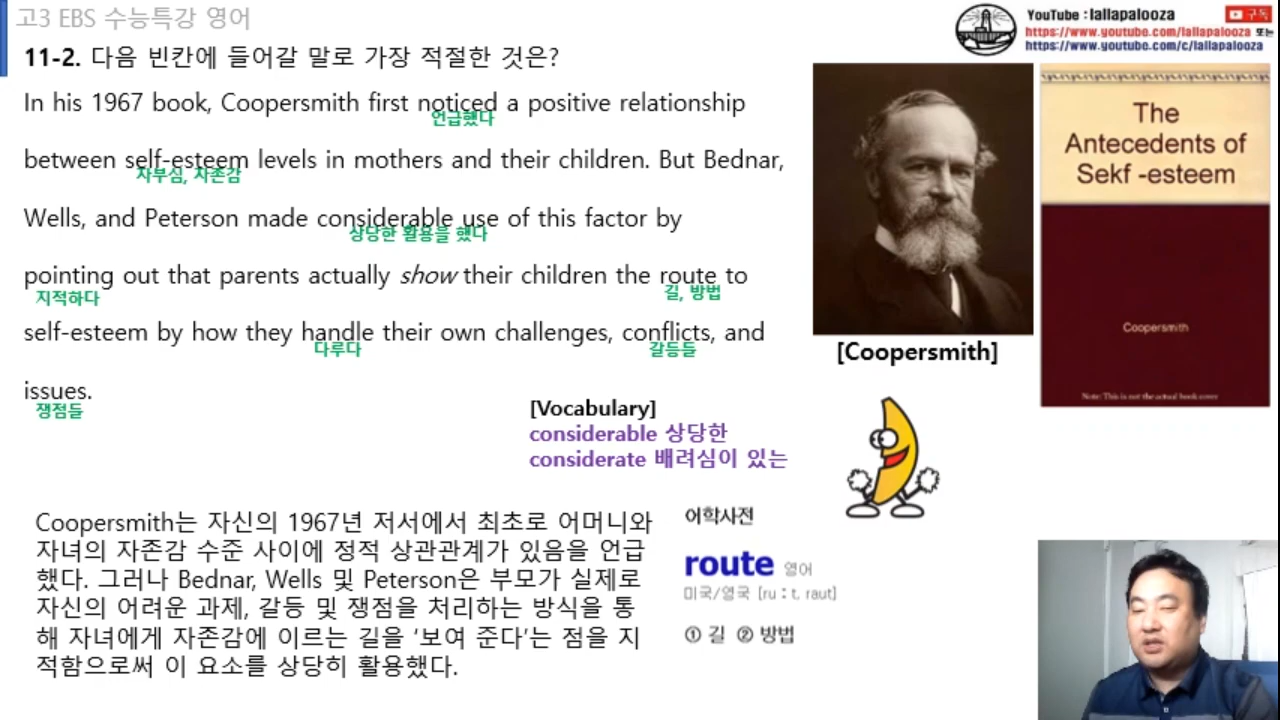 고3 EBS 수능특강 영어
YouTube : lallapalooza
구독
https://www.youtube.com/lallapalooza 또는
https://www.youtube.com/c/lallapalooza
11-2. 다음 빈칸에 들어갈 말로 가장 적절한 것은?
In his 1967 book, Coopersmith first noticed a positive relationship
언급했다
between self-esteem levels in mothers and their children. But Bednar,
자부심, 자존감
Wells, and Peterson made considerable use of this factor by
상당한 활용을 했다
pointing out that parents actually show their children the route to
지적하다
길, 방법
self-esteem by how they handle their own challenges, conflicts, and
다루다
갈등들
issues.
쟁점들
The
Antecedents of
Sekf -esteem
Coopersmith
Note: This is not the actual book cover
[Coopersmith]
[Vocabulary]
considerable 상당한
considerate 배려심이 있는
Coopersmith는 자신의 1967년 저서에서 최초로 어머니와
자녀의 자존감 수준 사이에 정적 상관관계가 있음을 언급
했다. 그러나 Bednar, Wells 및 Peterson은 부모가 실제로
자신의 어려운 과제, 갈등 및 쟁점을 처리하는 방식을 통
해 자녀에게 자존감에 이르는 길을 ‘보여 준다’는 점을 지
적함으로써 이 요소를 상당히 활용했다.
어학사전
route 영어
미국/영국 [ruːt, raut]
① 길 ② 방법